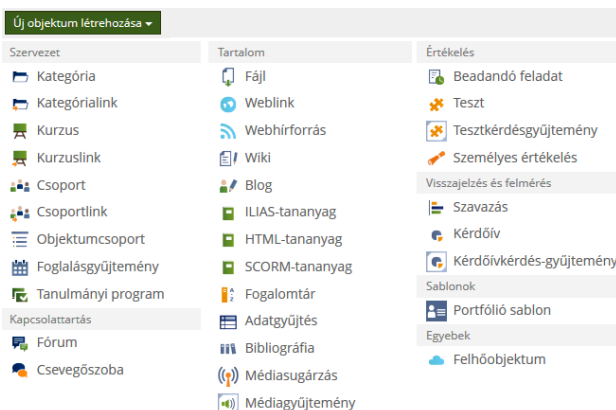 Új objektum létrehozása
Szervezet
Kategória
Kategórialink
Kurzus
Kurzuslink
Csoport
Csoportlink
Objektumcsoport
Foglalásgyűjtemény
Tanulmányi program
Kapcsolattartás
Fórum
Csevegőszoba
Tartalom
Fájl
Weblink
Webhírforrás
Wiki
Blog
ILIAS-tananyag
HTML-tananyag
SCORM-tananyag
Fogalomtár
Adatgyűjtés
Bibliográfia
Médiasugárzás
Médiagyűjtemény
Értékelés
Beadandó feladat
Teszt
Tesztkérdésgyűjtemény
Személyes értékelés
Visszajelzés és felmérés
Szavazás
Kérdőív
Kérdőívkérdés-gyűjtemény
Sablonok
Portfólió sablon
Egyebek
Felhőobjektum